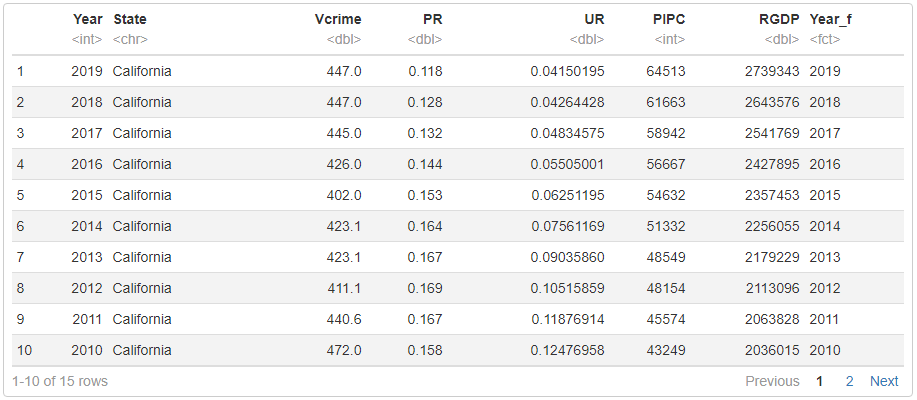 Year State Vcrime PR UR PIPC RGDP Year_f
<int> <chr> <dbl> <dbl> <dbl> <int> <dbl> <fct>
1 2019 California 447.0 0.118 0.04150195 64513 2739343 2019
2 2018 California 447.0 0.128 0.04264428 61663 2643576 2018
3 2017 California 445.0 0.132 0.04834575 58942 2541769 2017
4 2016 California 426.0 0.144 0.05505001 56667 2427895 2016
5 2015 California 402.0 0.153 0.06251195 54632 2357453 2015
6 2014 California 423.1 0.164 0.07561169 51332 2256055 2014
7 2013 California 423.1 0.167 0.09035860 48549 2179229 2013
8 2012 California 411.1 0.169 0.10515859 48154 2113096 2012
9 2011 California 440.6 0.167 0.11876914 45574 2063828 2011
10 2010 California 472.0 0.158 0.12476958 43249 2036015 2010
1-10 of 15 rows Previous 1 2 Next